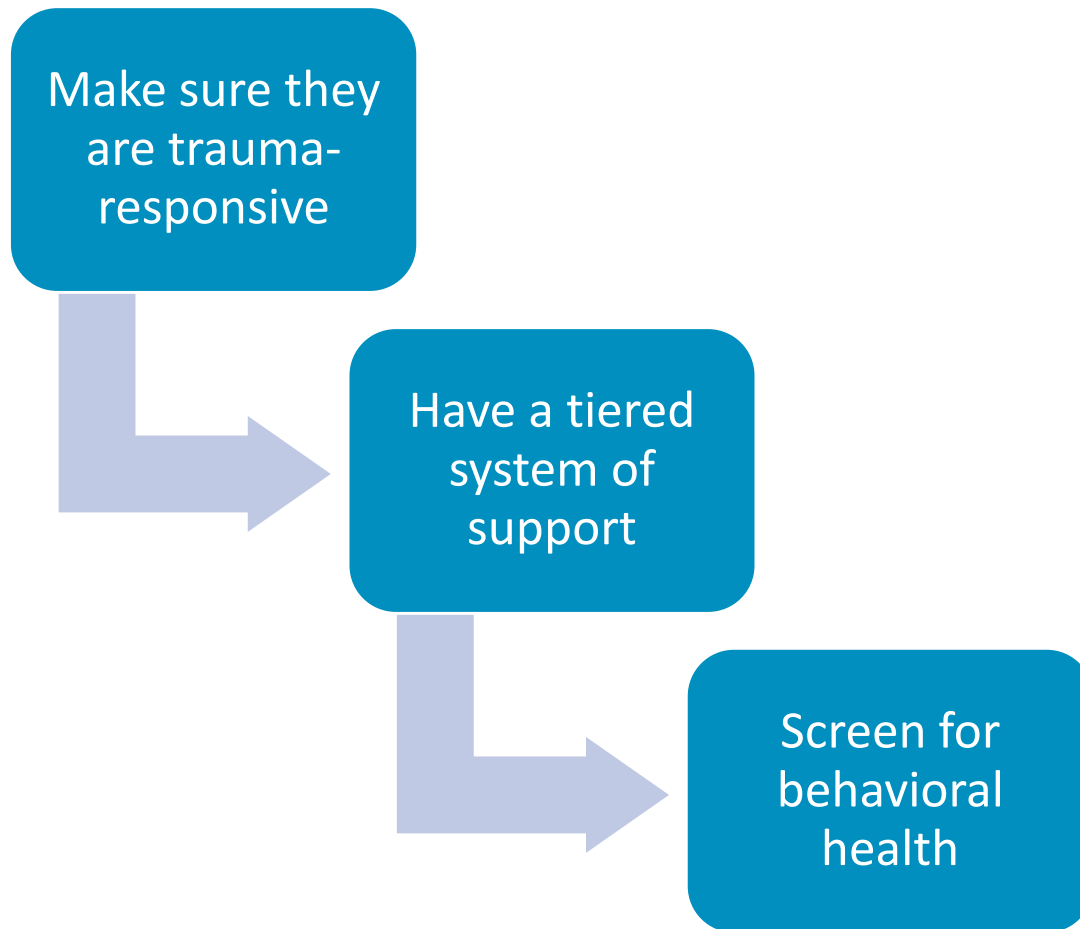 Make sure they
are trauma-
responsive
Have a tiered
system of
support
Screen for
behavioral
health